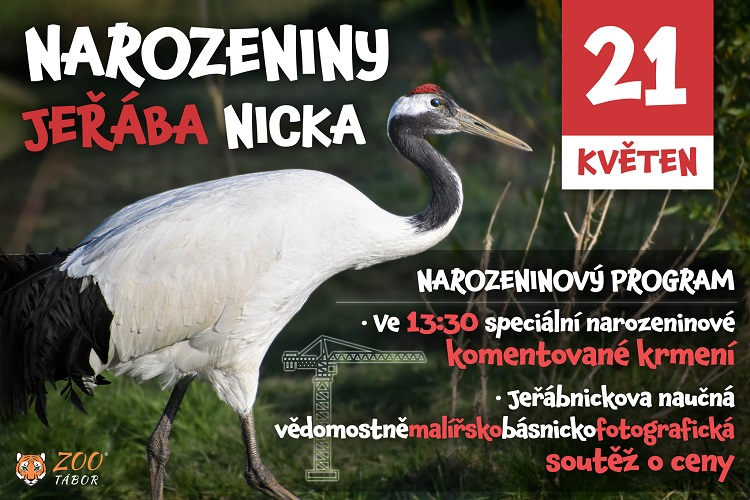 NAROZENINY
JEŘÁBA NICKA
21
KVĚTEN
NAROZENINOVÝ PROGRAM
· Ve 13:30 speciální narozeninové
komentované krmení
· Jeřábnickova naučná
vědomostněmalířskobásnickofotografická
soutěž o ceny
ZOO®
TÁBOR